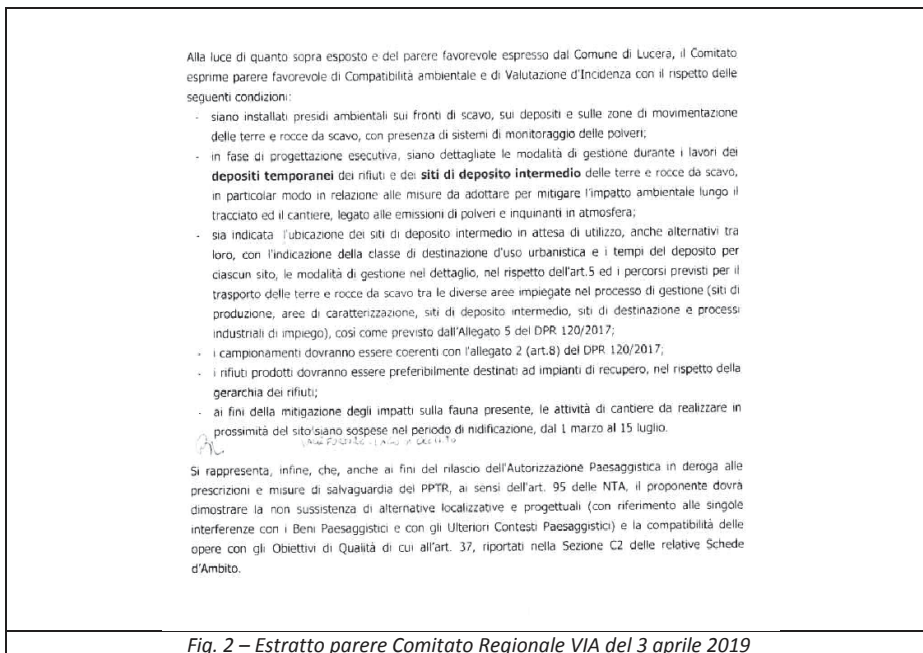 Alla luce di quanto sopra esposto e del parere favorevole espresso dal Comune di Lucera, il Comitato
esprime parere favorevole di Compatibilità ambientale e di Valutazione d'Incidenza con il rispetto delle
seguenti condizioni:
- siano installati presidi ambientali sui fronti di scavo, sui depositi e sulle zone di movimentazione
delle terre e rocce da scavo, con presenza di sistemi di monitoraggio delle polveri;
- in fase di progettazione esecutiva, siano dettagliate le modalità di gestione durante i lavori dei
depositi temporanei dei rifiuti e dei siti di deposito intermedio delle terre e rocce da scavo,
in particolar modo in relazione alle misure da adottare per mitigare l'impatto ambientale lungo il
tracciato ed il cantiere, legato alle emissioni di polveri e inquinanti in atmosfera;
- sia indicata l'ubicazione dei siti di deposito intermedio in attesa di utilizzo, anche alternativi tra
loro, con l'indicazione della classe di destinazione d'uso urbanistica e i tempi del deposito per
ciascun sito, le modalità di gestione nel dettaglio, nel rispetto dell'art.5 ed i percorsi previsti per il
trasporto delle terre e rocce da scavo tra le diverse aree impiegate nel processo di gestione (siti di
produzione, aree di caratterizzazione, siti di deposito intermedio, siti di destinazione e processi
industriali di impiego), così come previsto dall'Allegato 5 del DPR 120/2017;
- i campionamenti dovranno essere coerenti con l'allegato 2 (art.8) del DPR 120/2017;
- i rifiuti prodotti dovranno essere preferibilmente destinati ad impianti di recupero, nel rispetto della
gerarchia dei rifiuti;
- ai fini della mitigazione degli impatti sulla fauna presente, le attività di cantiere da realizzare in
prossimità del sito siano sospese nel periodo di nidificazione, dal 1 marzo al 15 luglio.
Si rappresenta, infine, che, anche ai fini del rilascio dell'Autorizzazione Paesaggistica in deroga alle
prescrizioni e misure di salvaguardia del PPTR, ai sensi dell'art. 95 delle NTA, il proponente dovrà
dimostrare la non sussistenza di alternative localizzative e progettuali (con riferimento alle singole
interferenze con i Beni Paesaggistici e con gli Ulteriori Contesti Paesaggistici) e la compatibilità delle
opere con gli Obiettivi di Qualità di cui all'art. 37, riportati nella Sezione C2 delle relative Schede
d'Ambito.
Fig. 2 – Estratto parere Comitato Regionale VIA del 3 aprile 2019